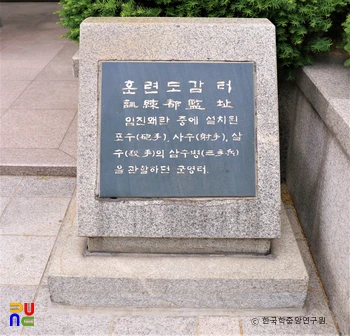 훈련도감 터
訓鍊都監 址
임진왜란 중에 설치된
포수(砲手), 사수(射手), 살
수(殺手)의 삼수병(三手兵)
을 관할하던 군영터.
ⓒ 한국학중앙연구원